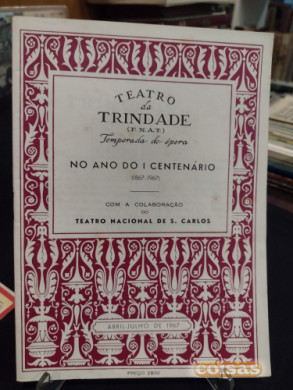 TEATRO
da
TRINDADE
(F.N.A.T.)
Temporada de ópera
NO ANO DO I CENTENÁRIO
(1867-1967)
COM A COLABORAÇÃO
DO
TEATRO NACIONAL DE S. CARLOS
ABRIL-JULHO DE 1967
PREÇO
coisas